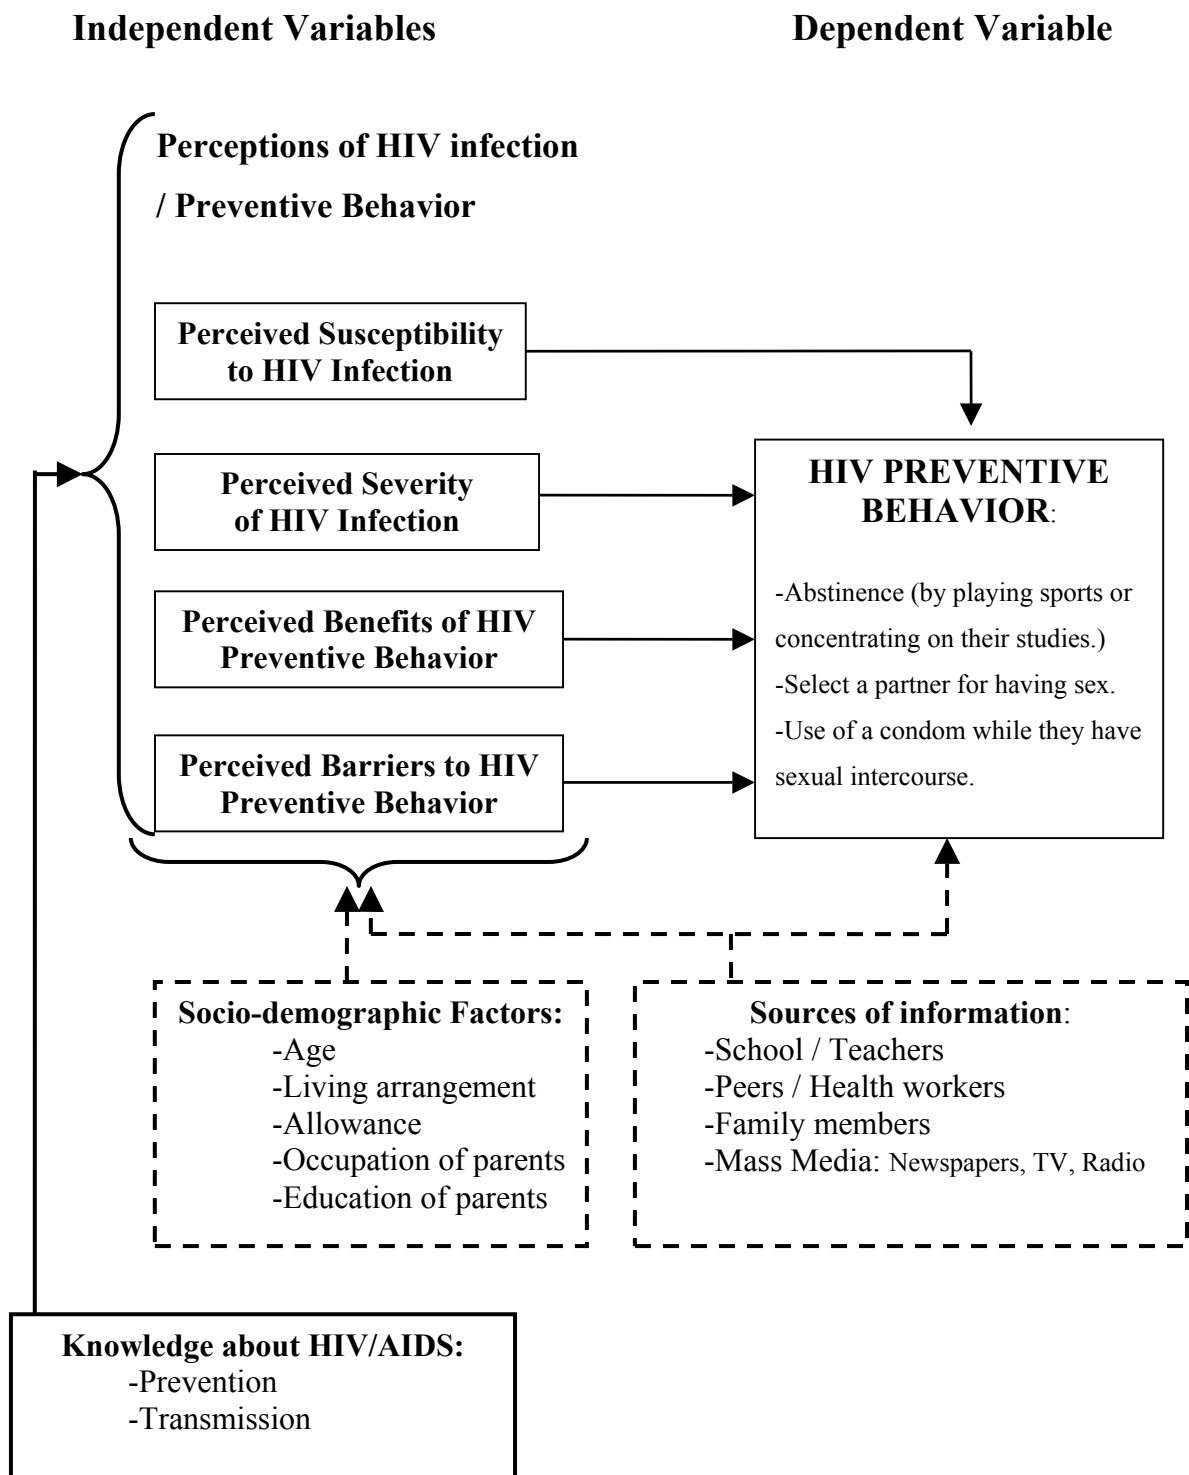 Independent Variables
Dependent Variable
Perceptions of HIV infection
/ Preventive Behavior
Perceived Susceptibility
to HIV Infection
Perceived Severity
of HIV Infection
Perceived Benefits of HIV
Preventive Behavior
Perceived Barriers to HIV
Preventive Behavior
HIV PREVENTIVE
BEHAVIOR:
-Abstinence (by playing sports or
concentrating on their studies.)
-Select a partner for having sex.
-Use of a condom while they have
sexual intercourse.
Socio-demographic Factors:
-Age
-Living arrangement
-Allowance
-Occupation of parents
-Education of parents
Sources of information:
-School / Teachers
-Peers / Health workers
-Family members
-Mass Media: Newspapers, TV, Radio
Knowledge about HIV/AIDS:
-Prevention
-Transmission